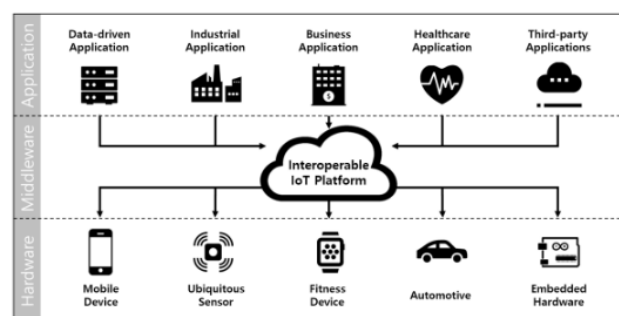 Application
Data-driven
Application
Industrial
Application
Business
Application
Healthcare
Application
Third-party
Applications
$
Middleware
Interoperable
IoT Platform
Hardware
Mobile
Device
Ubiquitous
Sensor
Fitness
Device
Automotive
Embedded
Hardware